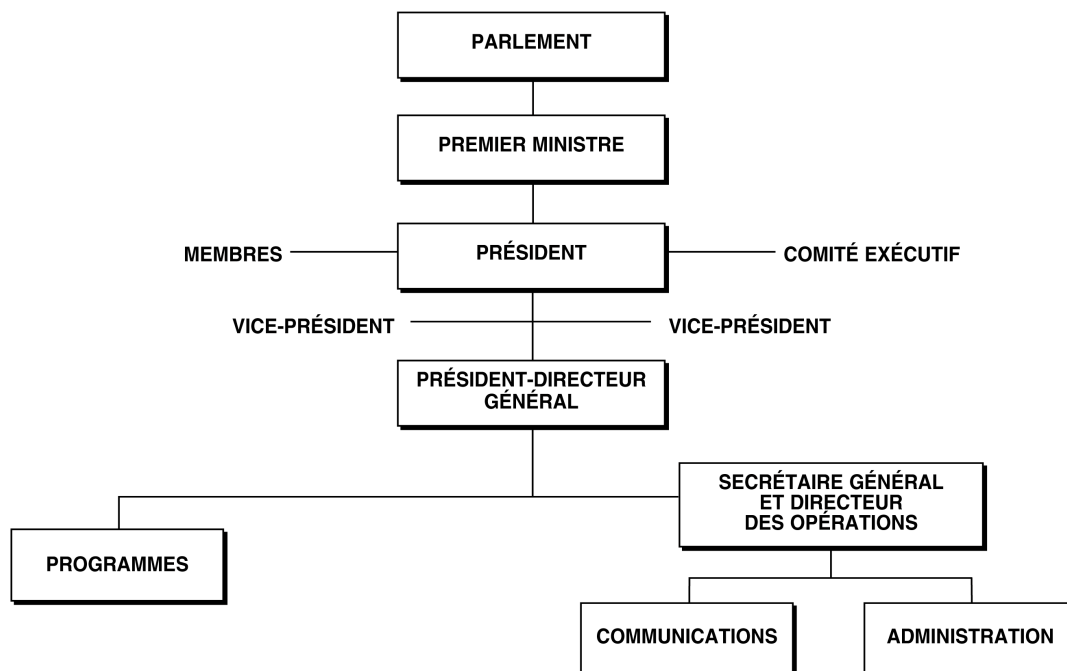 PARLEMENT
PREMIER MINISTRE
MEMBRES
PRÉSIDENT
COMITÉ EXÉCUTIF
VICE-PRÉSIDENT
VICE-PRÉSIDENT
PRÉSIDENT-DIRECTEUR
GÉNÉRAL
SECRÉTAIRE GÉNÉRAL
ET DIRECTEUR
DES OPÉRATIONS
PROGRAMMES
COMMUNICATIONS
ADMINISTRATION